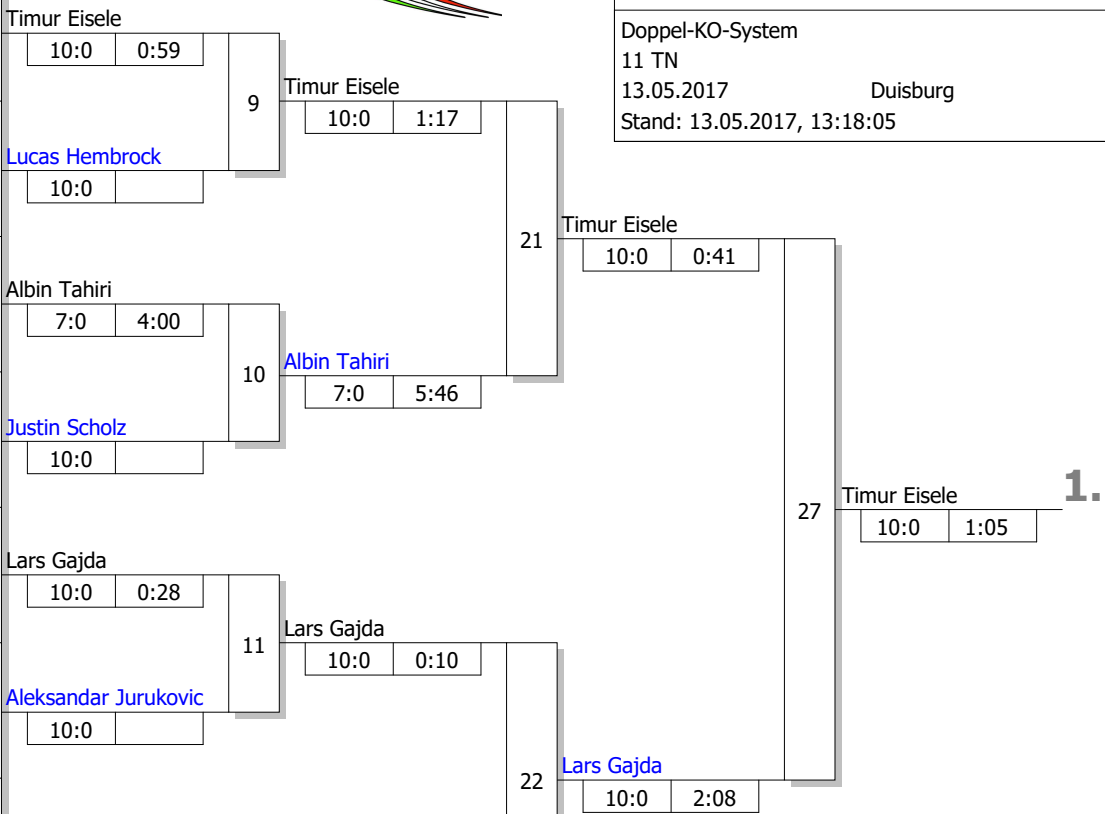 Timur Eisele
10:0 0:59
9
Lucas Hembrock
10:0
Timur Eisele
10:0 1:17
Doppel-KO-System
11 TN
13.05.2017 Duisburg
Stand: 13.05.2017, 13:18:05
21
Timur Eisele
10:0 0:41
Albin Tahiri
7:0 4:00
10
Albin Tahiri
7:0 5:46
Justin Scholz
10:0
27
Timur Eisele
10:0 1:05
1.
Lars Gajda
10:0 0:28
11
Lars Gajda
10:0 0:10
Aleksandar Jurukovic
10:0
22
Lars Gajda
10:0 2:08